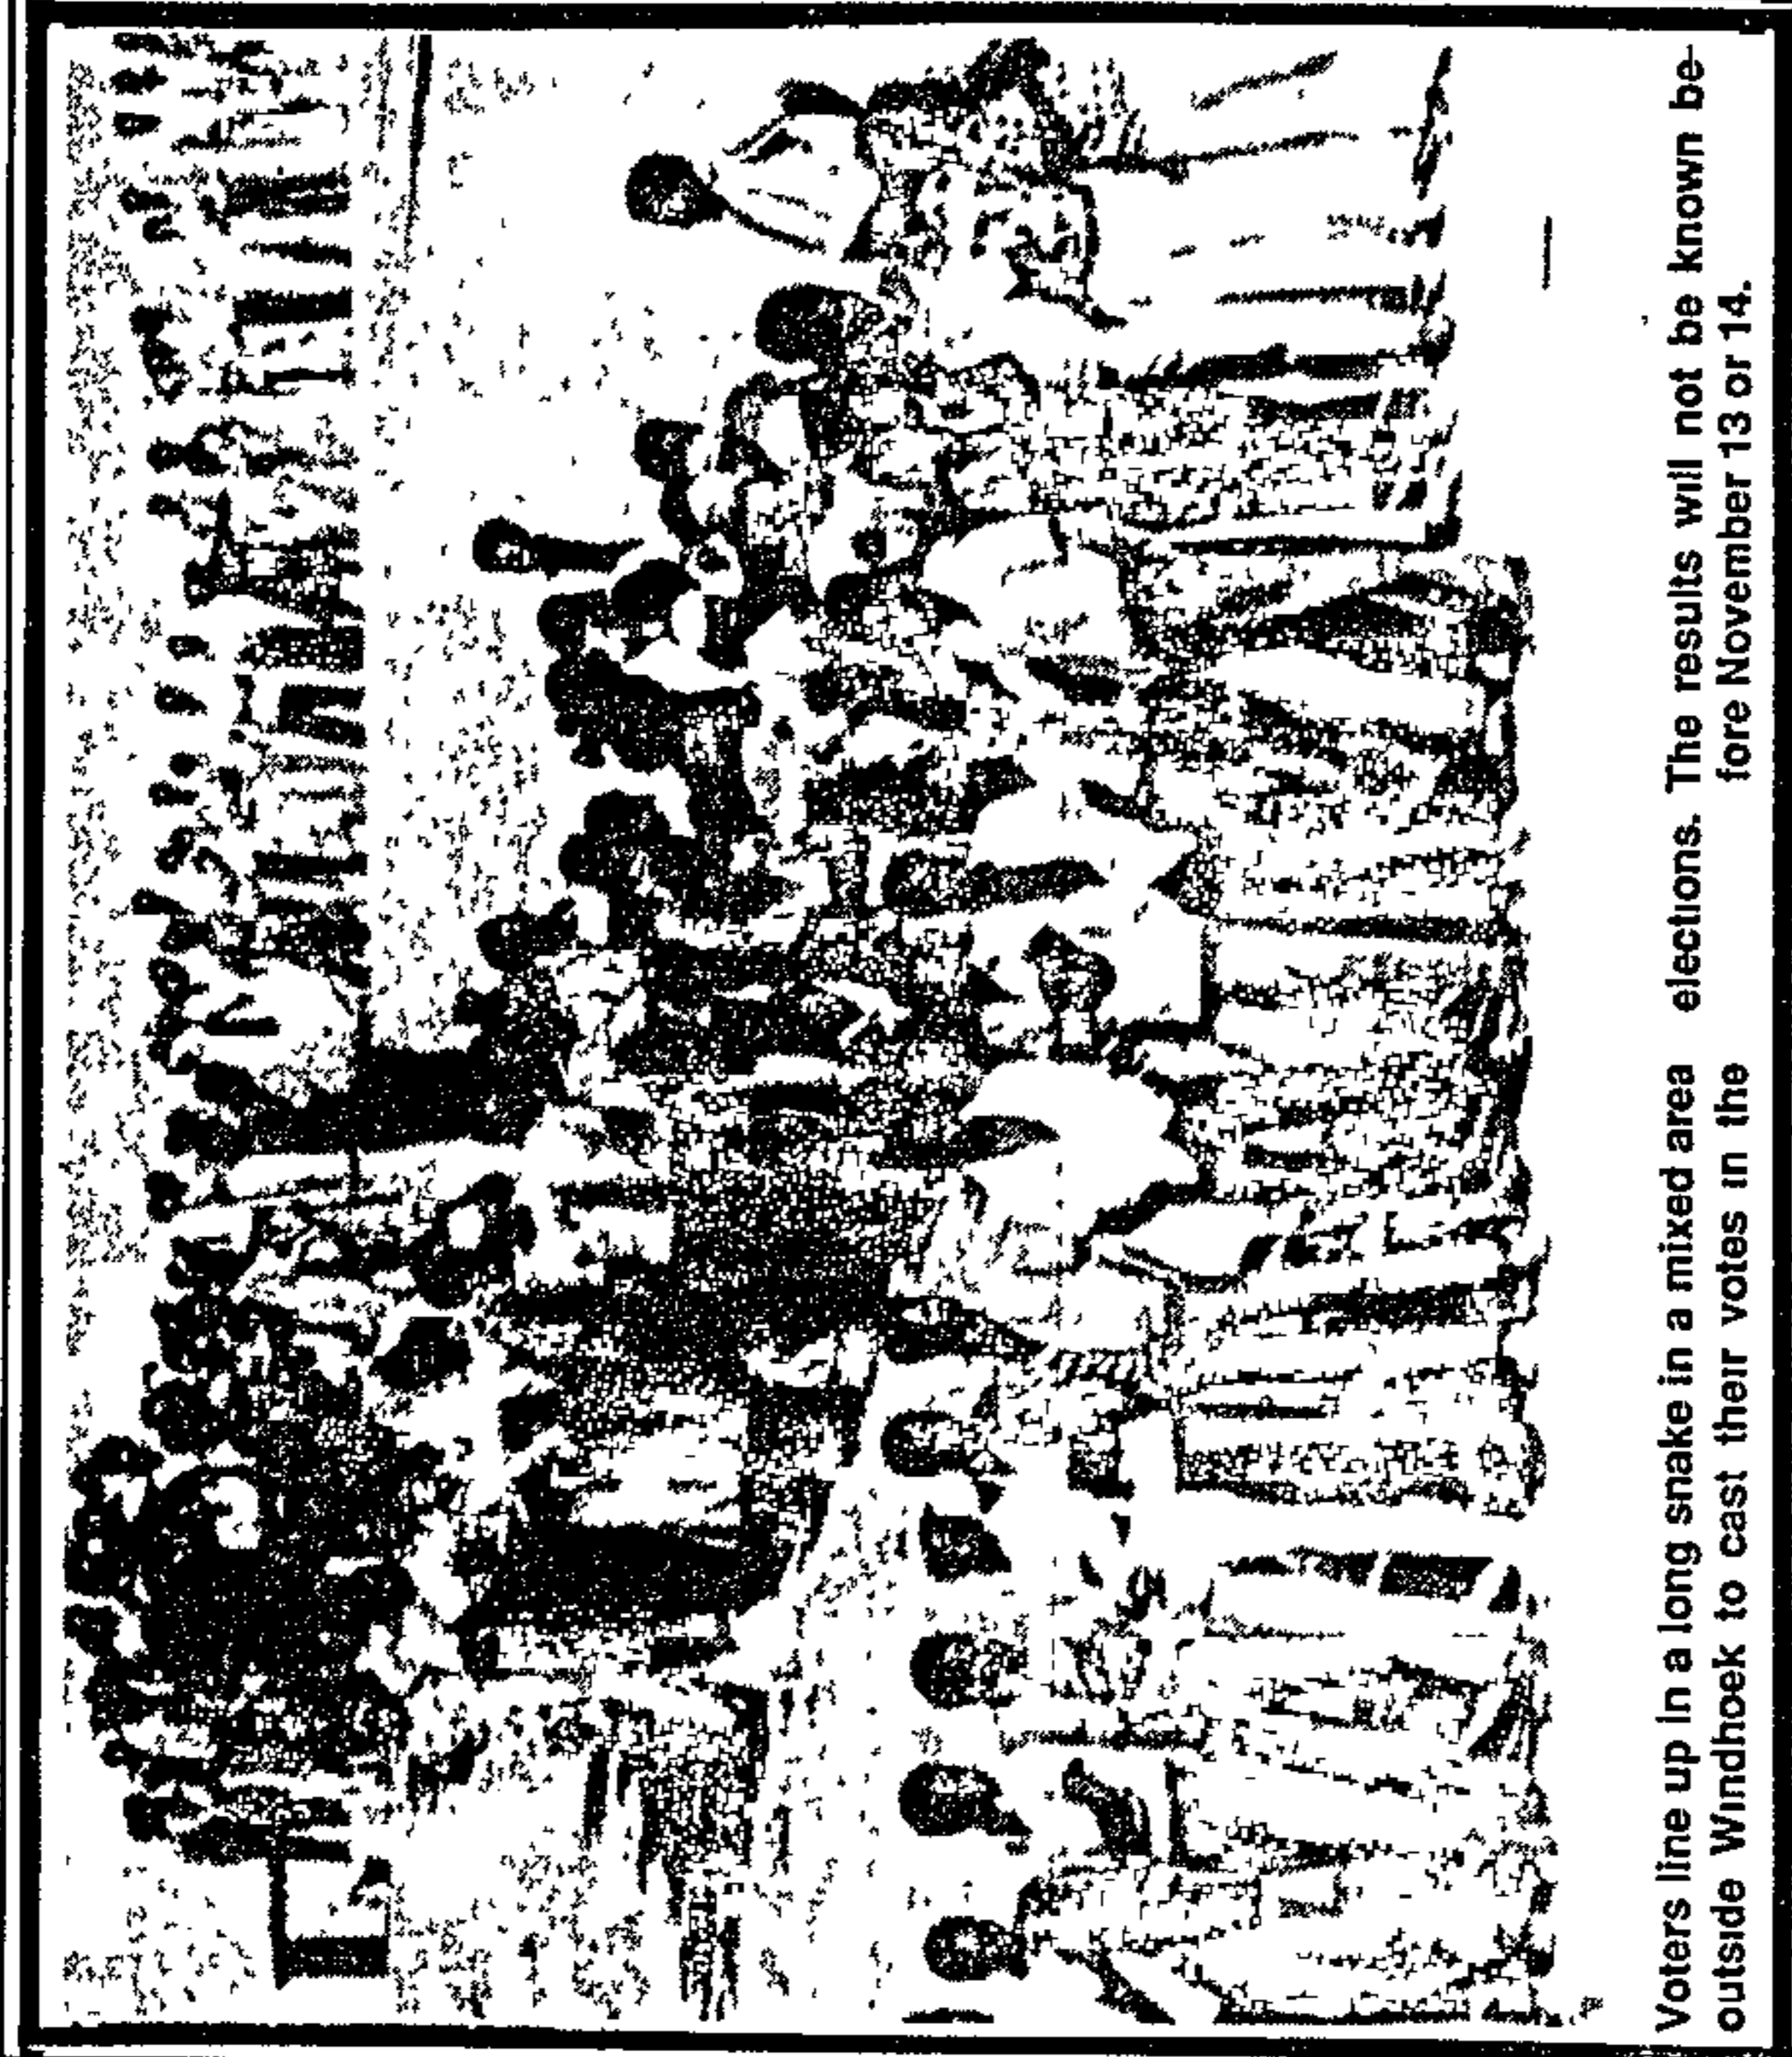 Voters line up in a long snake in a mixed area
outside Windhoek to cast ther votes in the
elections. The results will not be known be-
fore November 13 or 14.